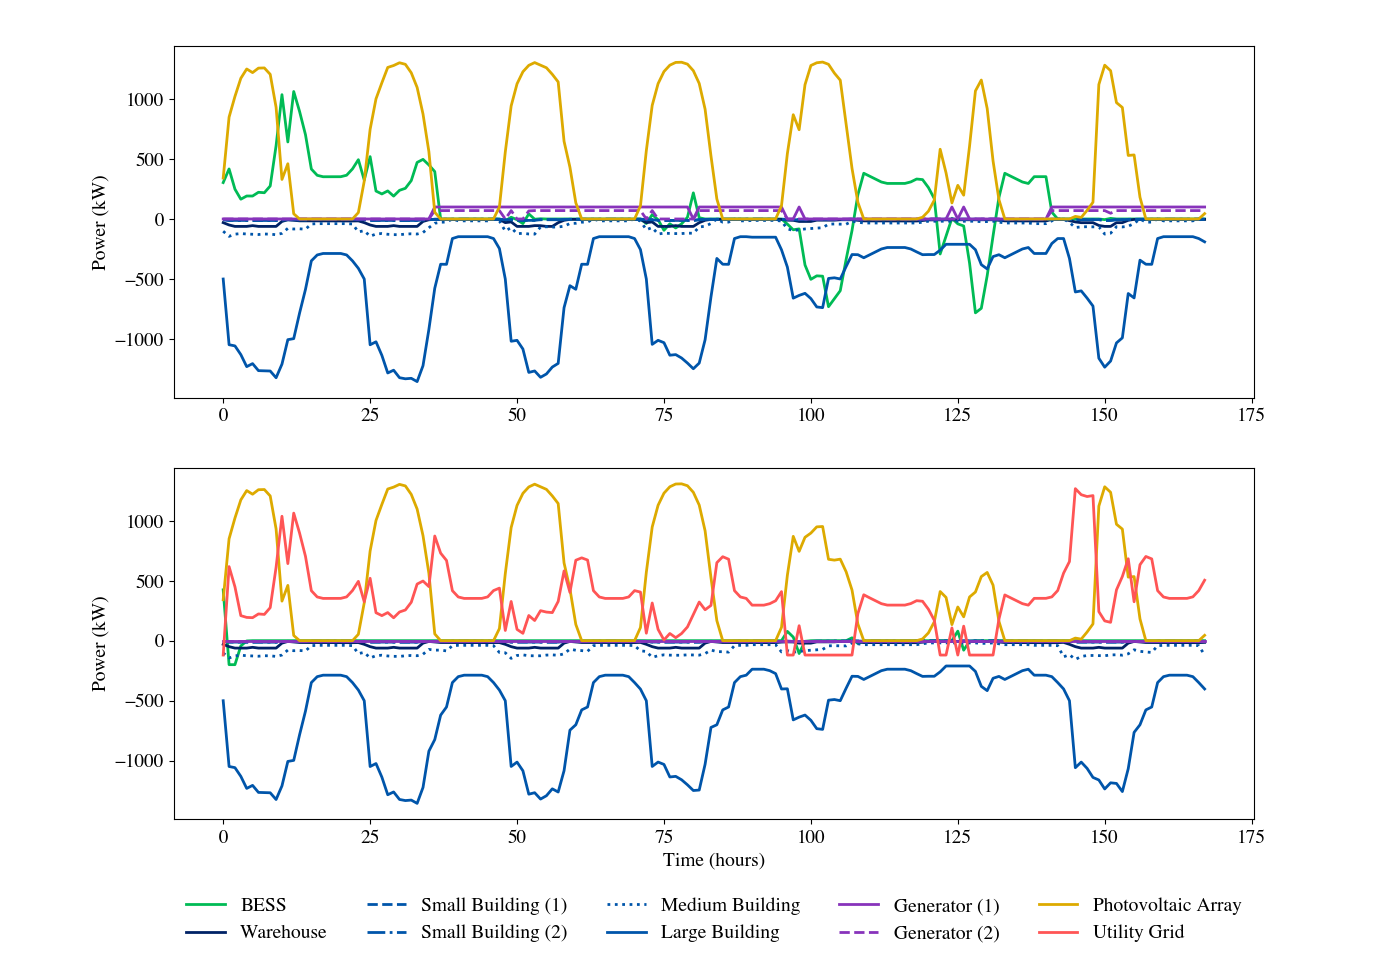 1000
500
0
−500
−1000
Power (kW)
0 25 50 75 100 125 150 175
1000
500
0
−500
−1000
Power (kW)
0 25 50 75 100 125 150 175
Time (hours)
BESS Small Building (1) Medium Building Generator (1) Photovoltaic Array
Warehouse Small Building (2) Large Building Generator (2) Utility Grid